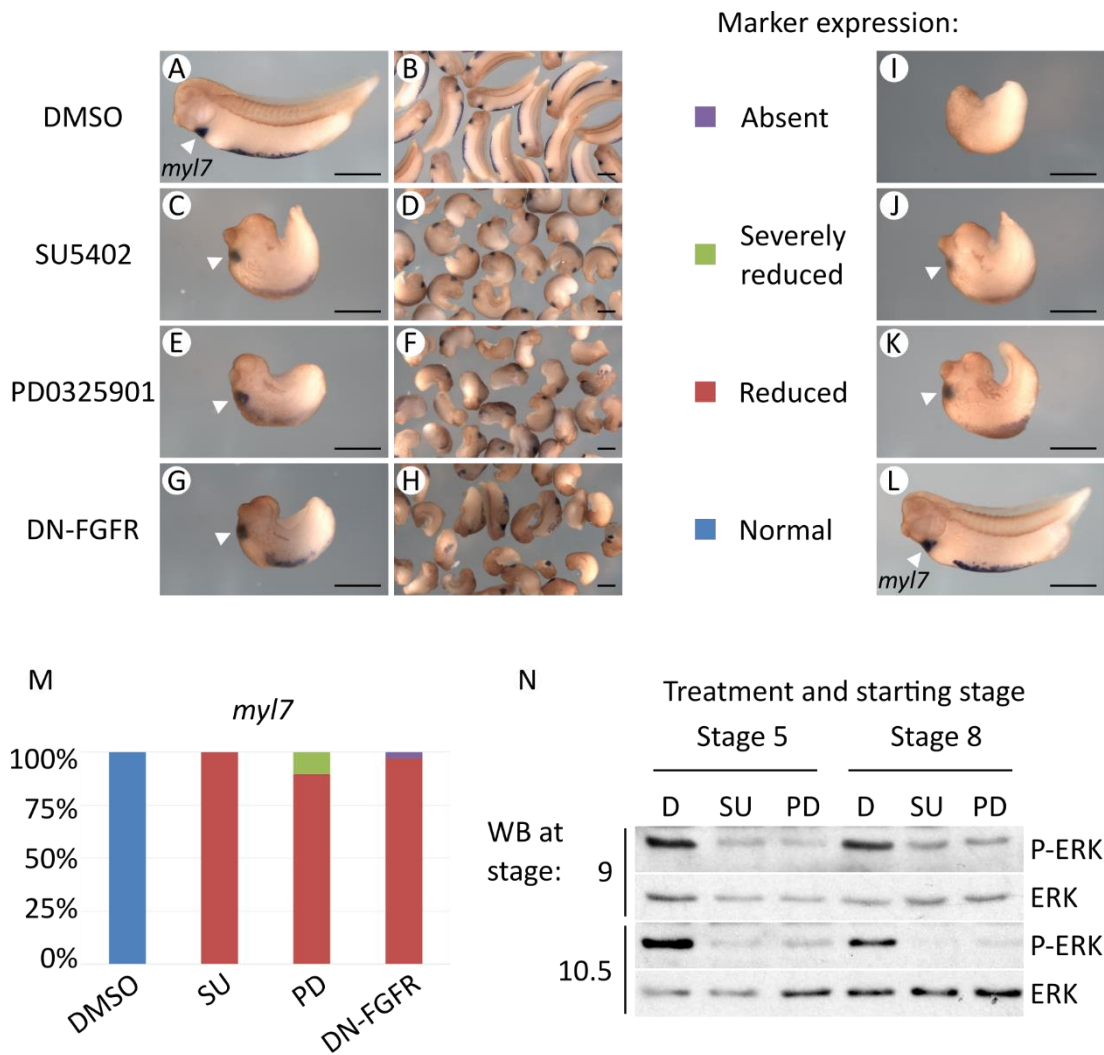 Marker expression:
DMSO
A
myl7
B
Absent
I
SU5402
C
D
Severely
reduced
J
PD0325901
E
F
Reduced
K
DN-FGFR
G
H
Normal
L
myl7
M
myl7
100%
75%
50%
25%
0%
DMSO
SU
PD
DN-FGFR
N
Treatment and starting stage
Stage 5
Stage 8
D
SU
PD
D
SU
PD
WB at
stage:
9
P-ERK
ERK
10.5
P-ERK
ERK